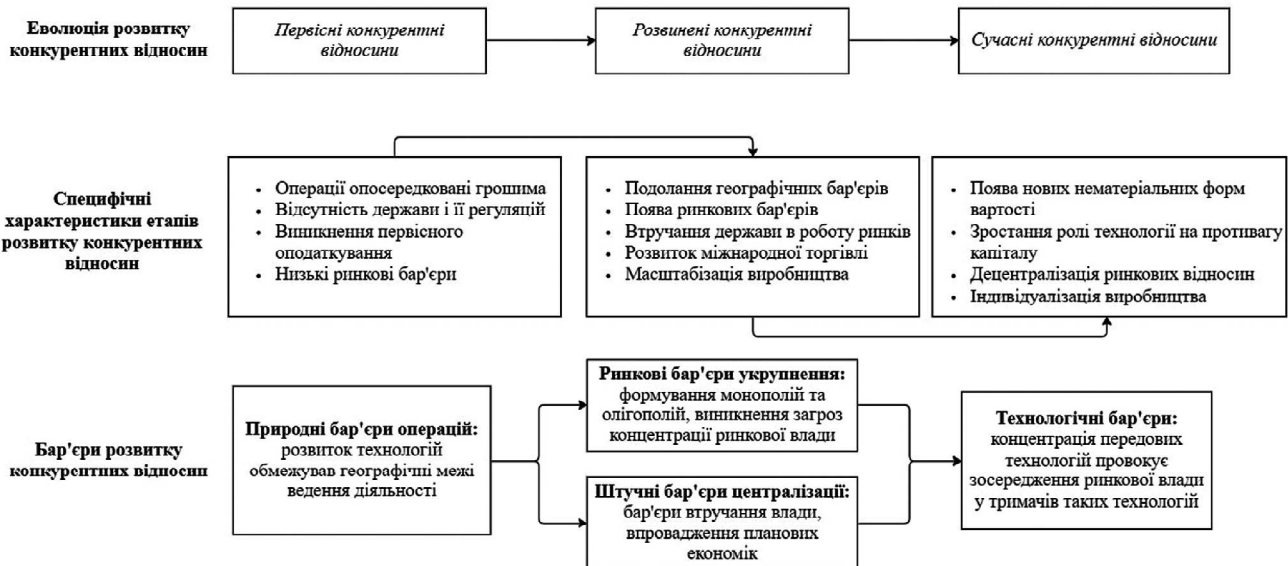 Еволюція розвитку
конкурентних відносин
Первісні конкурентні
відносини
Розвинені конкурентні
відносини
Сучасні конкурентні відносини
Специфічні
характеристики етапів
розвитку конкурентних
відносин
• Операції опосередковані грошима
• Відсутність держави і її регуляцій
• Виникнення первісного
оподаткування
• Низькі ринкові бар'єри
• Подолання географічних бар'єрів
• Поява ринкових бар'єрів
• Втручання держави в роботу ринків
• Розвиток міжнародної торгівлі
• Масштабізація виробництва
• Поява нових нематеріальних форм
вартості
• Зростання ролі технології на противагу
капіталу
• Децентралізація ринкових відносин
• Індивідуалізація виробництва
Бар'єри розвитку
конкурентних відносин
Природні бар'єри операцій:
розвиток технологій
обмежував географічні межі
ведення діяльності
Ринкові бар'єри укрупнення:
формування монополій та
олігополій, виникнення загроз
концентрації ринкової влади
Штучні бар'єри централізації:
бар'єри втручання влади,
впровадження планових
економік
Технологічні бар'єри:
концентрація передових
технологій провокує
зосередження ринкової влади
у тримачів таких технологій